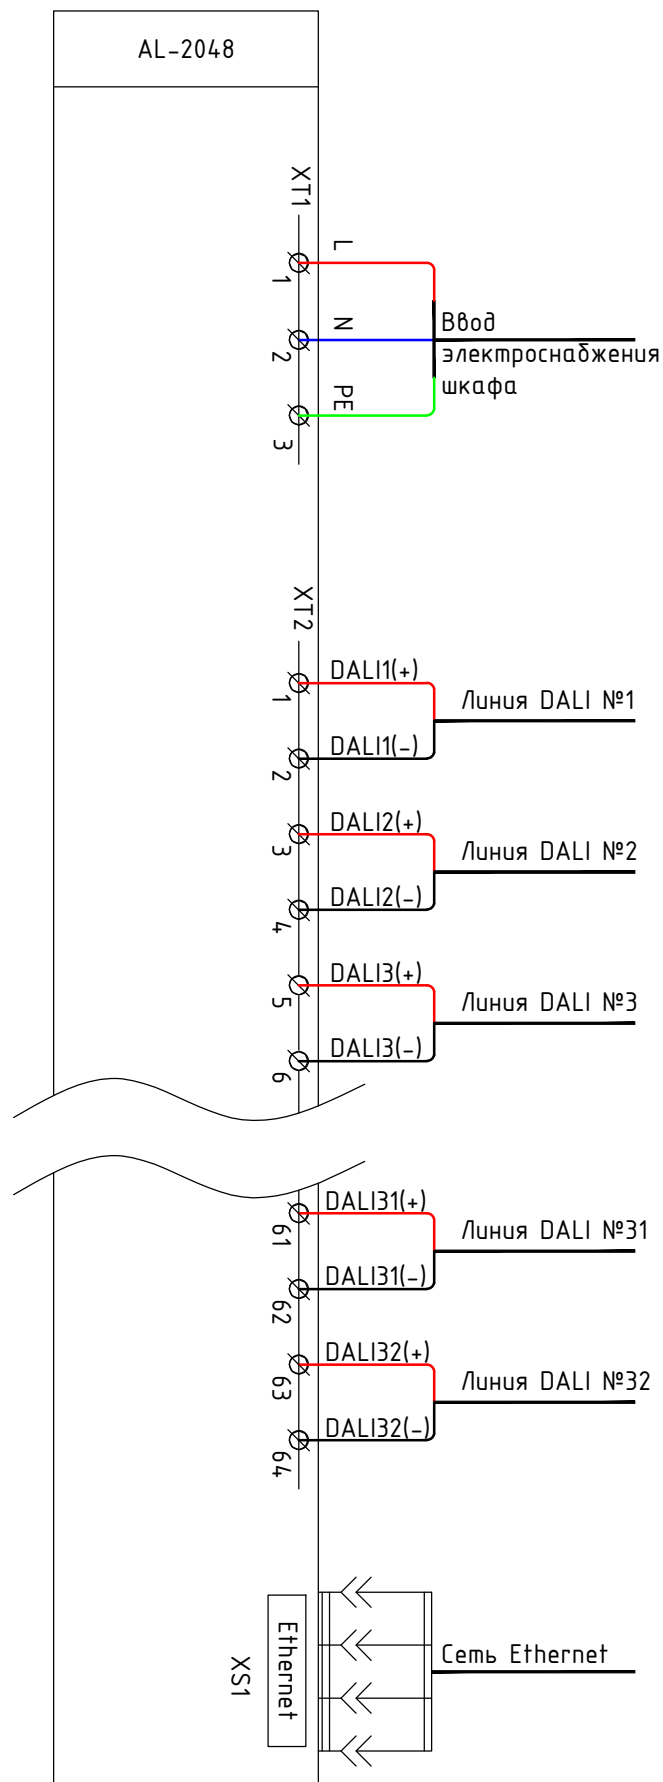 AL-2048
XT1
L
1
N
2
PE
3
Ввод
электроснабжения
шкафа
XT2
DALI1(+)
1
Линия DALI №1
DALI1(-)
2
DALI2(+)
3
Линия DALI №2
DALI2(-)
4
DALI3(+)
5
Линия DALI №3
DALI3(-)
6
DALI31(+)
61
Линия DALI №31
DALI31(-)
62
DALI32(+)
63
Линия DALI №32
DALI32(-)
64
Ethernet
XS1
Сеть Ethernet